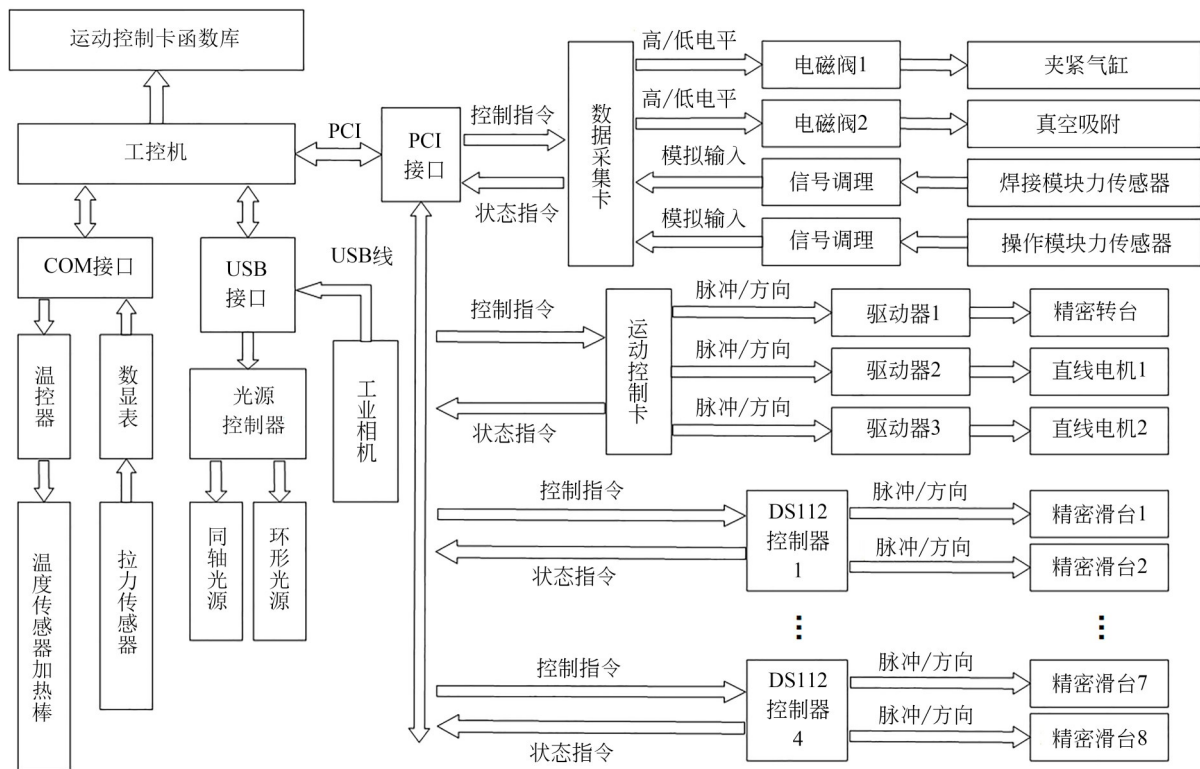 运动控制卡函数库
工控机
PCI
PCI
接口
COM接口
USB
接口
USB线
温控器
数显表
光源
控制器
工业相机
温度传感器加热棒
拉力传感器
同轴光源
环形光源
控制指令
状态指令
数据采集卡
高/低电平
电磁阀1
夹紧气缸
高/低电平
电磁阀2
真空吸附
模拟输入
信号调理
焊接模块力传感器
模拟输入
信号调理
操作模块力传感器
控制指令
状态指令
运动控制卡
脉冲/方向
驱动器1
精密转台
脉冲/方向
驱动器2
直线电机1
脉冲/方向
驱动器3
直线电机2
控制指令
状态指令
DS112
控制器
1
脉冲/方向
精密滑台1
脉冲/方向
精密滑台2
⋮
⋮
控制指令
状态指令
DS112
控制器
4
脉冲/方向
精密滑台7
脉冲/方向
精密滑台8